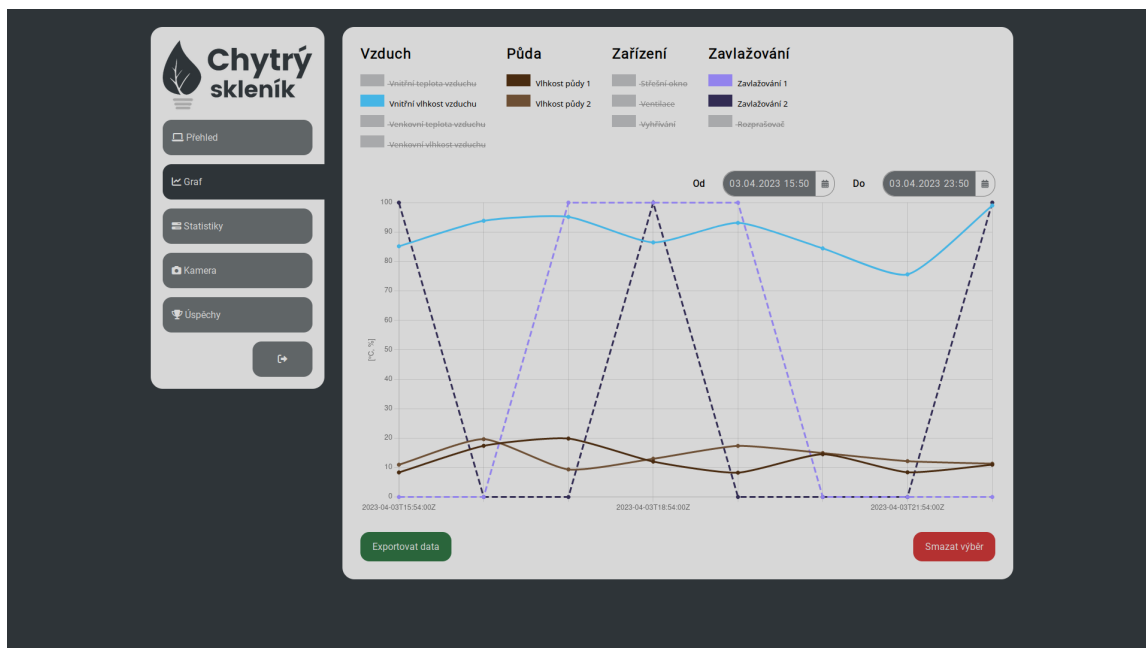 Chytrý
skleník
Přehled
Graf
Statistiky
Kamera
Úspěchy
Vzduch
Vnitřní teplota vzduchu
Vnitřní vlhkost vzduchu
Venkovní teplota vzduchu
Venkovní vlhkost vzduchu
Půda
Vlhkost půdy 1
Vlhkost půdy 2
Zařízení
Střešní okno
Ventilace
Vyhřívání
Zavlažování
Zavlažování 1
Zavlažování 2
Rozprašovač
Od 03.04.2023 15:50 Do 03.04.2023 23:50
100
90
80
70
60
50
40
30
20
10
0
[°C, %]
2023-04-03T15:54:00Z 2023-04-03T18:54:00Z 2023-04-03T21:54:00Z
Exportovat data Smazat výběr